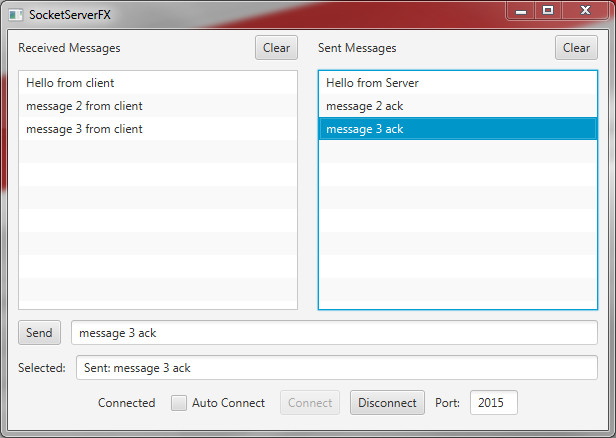 SocketServerFX
Received Messages Clear Sent Messages Clear
Hello from client
message 2 from client
message 3 from client
Hello from Server
message 2 ack
message 3 ack
Send message 3 ack
Selected: Sent: message 3 ack
Connected Auto Connect Connect Disconnect Port: 2015